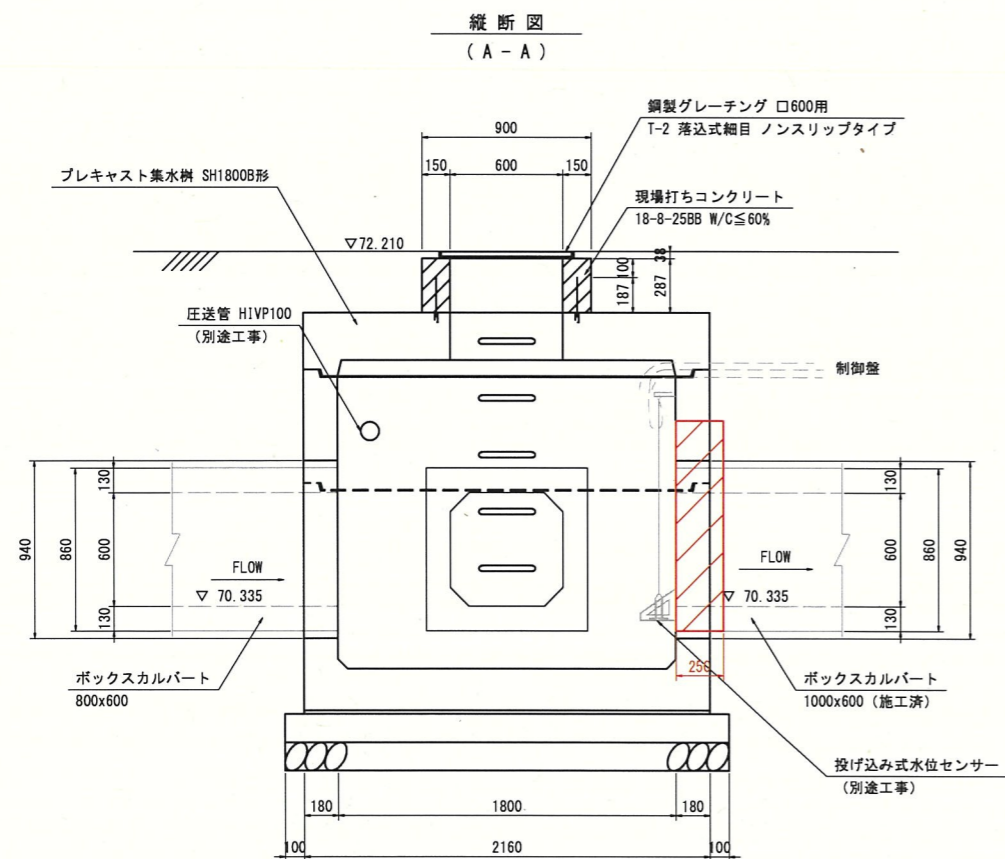 縦断図
(A-A)
鋼製グレーチング 口600用
T-2 落込式細目 ノンスリップタイプ
900
150
600
150
プレキャスト集水桝 SH1800B形
現場打ちコンクリート
18-8-25BB W/C≦60%
▽72.210
38
100
187
287
圧送管 HIVP100
(別途工事)
制御盤
130
600
130
860
940
FLOW
▽ 70.335
130
600
130
860
940
FLOW
▽ 70.335
ボックスカルバート
800x600
250
ボックスカルバート
1000x600 (施工済)
投げ込み式水位センサー
(別途工事)
180
1800
180
100
2160
100